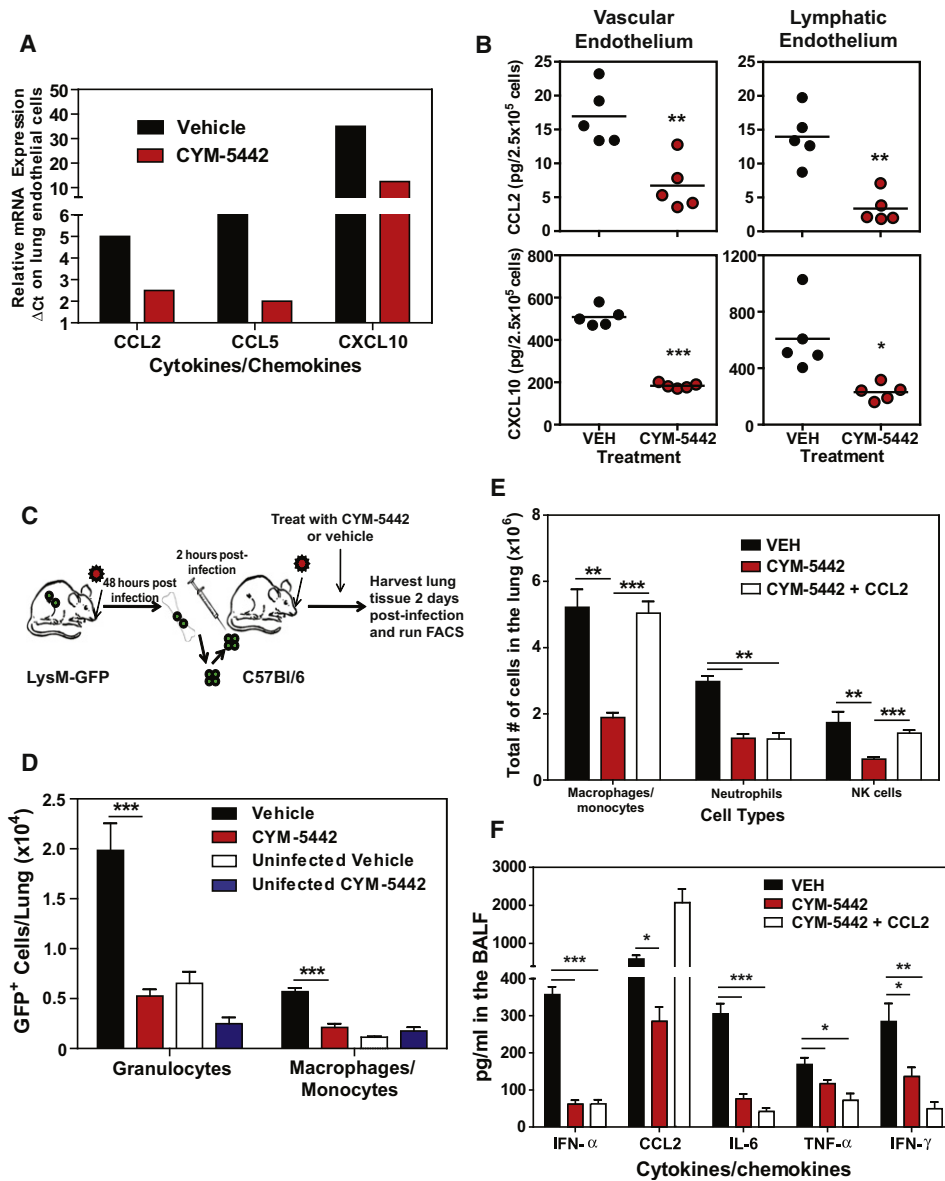 A
Relative mRNA Expression
ΔCt on lung endothelial cells
50
40
30
20
10
6
5
4
3
2
1
Vehicle
CYM-5442
CCL2
CCL5
CXCL10
Cytokines/Chemokines
B
Vascular
Endothelium
Lymphatic
Endothelium
CCL2 (pg/2.5x10⁵ cells)
25
20
15
10
5
0
**
25
20
15
10
5
0
**
CXCL10 (pg/2.5x10⁵ cells)
800
600
400
200
0
***
1200
800
400
0
*
VEH
CYM-5442
Treatment
VEH
CYM-5442
Treatment
C
48 hours post
infection
2 hours post-
infection
Treat with CYM-5442
or vehicle
Harvest lung
tissue 2 days
post-infection
and run FACS
LysM-GFP
C57Bl/6
D
GFP⁺ Cells/Lung (x10⁴)
2.5
2.0
1.5
1.0
0.5
0
***
***
Vehicle
CYM-5442
Uninfected Vehicle
Unifected CYM-5442
Granulocytes
Macrophages/
Monocytes
E
Total # of cells in the lung (x10⁶)
8
6
4
2
0
VEH
CYM-5442
CYM-5442 + CCL2
**
***
**
**
***
Macrophages/
monocytes
Neutrophils
NK cells
Cell Types
F
pg/ml in the BALF
3000
2000
1000
400
300
200
100
0
VEH
CYM-5442
CYM-5442 + CCL2
***
*
***
*
**
*
IFN-α
CCL2
IL-6
TNF-α
IFN-γ
Cytokines/chemokines